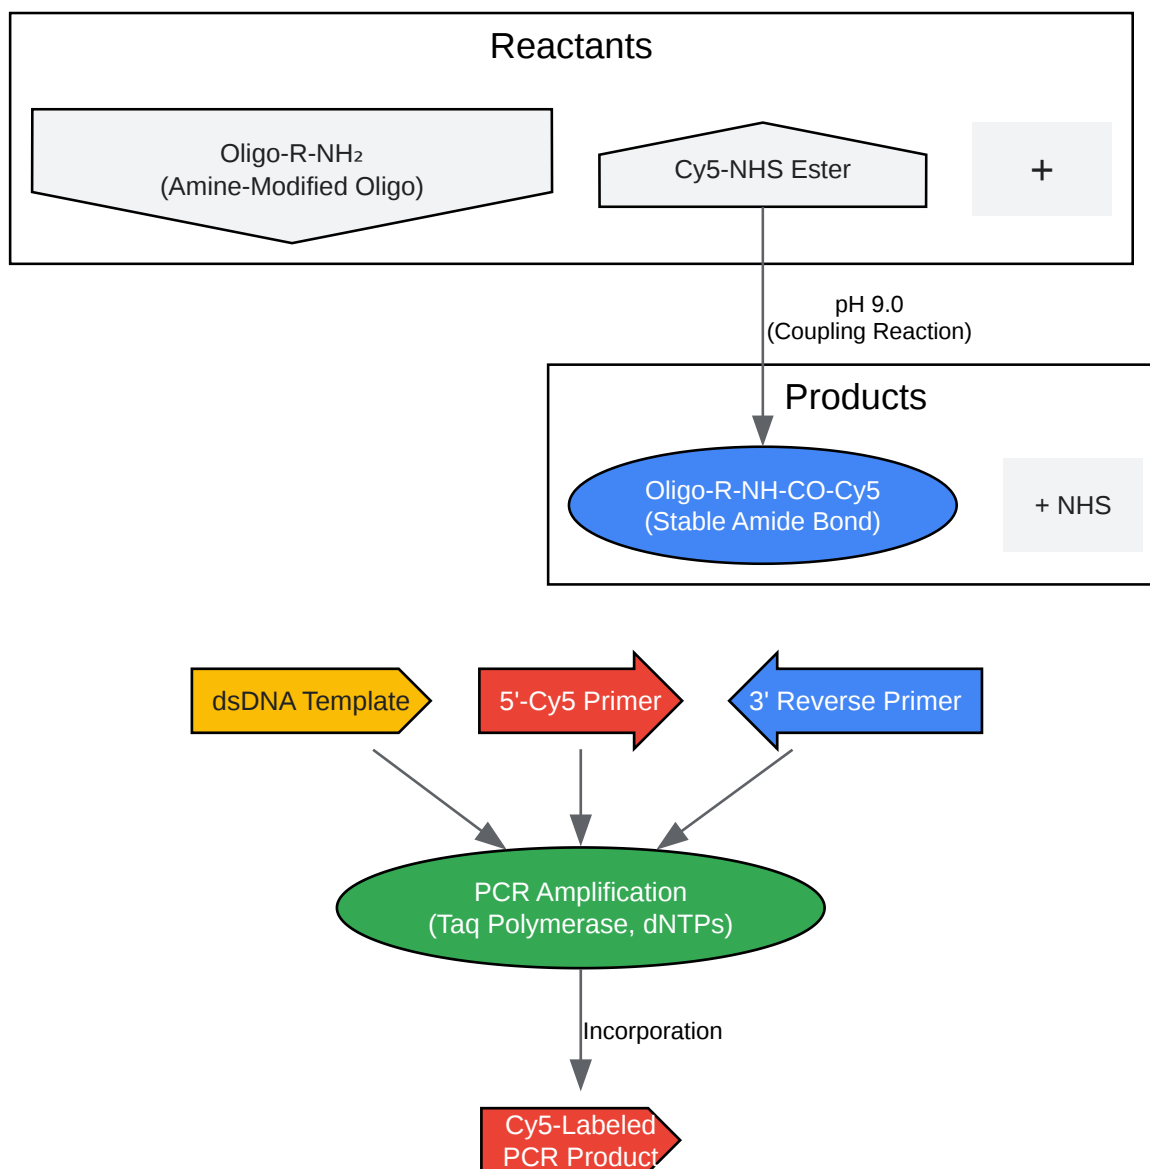 Reactants
Oligo-R-NH₂
(Amine-Modified Oligo)
Cy5-NHS Ester
+
pH 9.0
(Coupling Reaction)
Products
Oligo-R-NH-CO-Cy5
(Stable Amide Bond)
+ NHS
dsDNA Template
5'-Cy5 Primer
3' Reverse Primer
PCR Amplification
(Taq Polymerase, dNTPs)
Incorporation
Cy5-Labeled
PCR Product